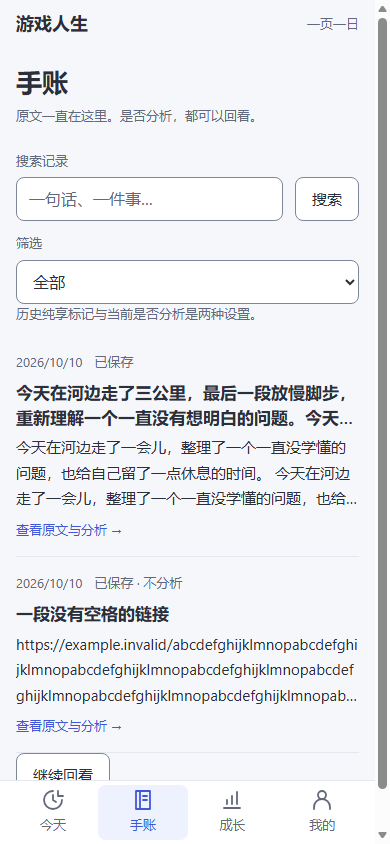 游戏人生
一页一日
手账
原文一直在这里。是否分析，都可以回看。
搜索记录
一句话、一件事...
搜索
筛选
全部
历史纯享标记与当前是否分析是两种设置。
2026/10/10 已保存
今天在河边走了三公里，最后一段放慢脚步，
重新理解一个一直没有想明白的问题。今天...
今天在河边走了一会儿，整理了一个一直没学懂的
问题，也给自己留了一点休息的时间。 今天在河边
走了一会儿，整理了一个一直没学懂的问题，也给...
查看原文与分析 →
2026/10/10 已保存 · 不分析
一段没有空格的链接
https://example.invalid/abcdefghijklmnopabcdefghi
jklmnopabcdefghijklmnopabcdefghijklmnopabcdef
ghijklmnopabcdefghijklmnopabcdefghijklmnopab...
查看原文与分析 →
继续回看
今天
手账
成长
我的